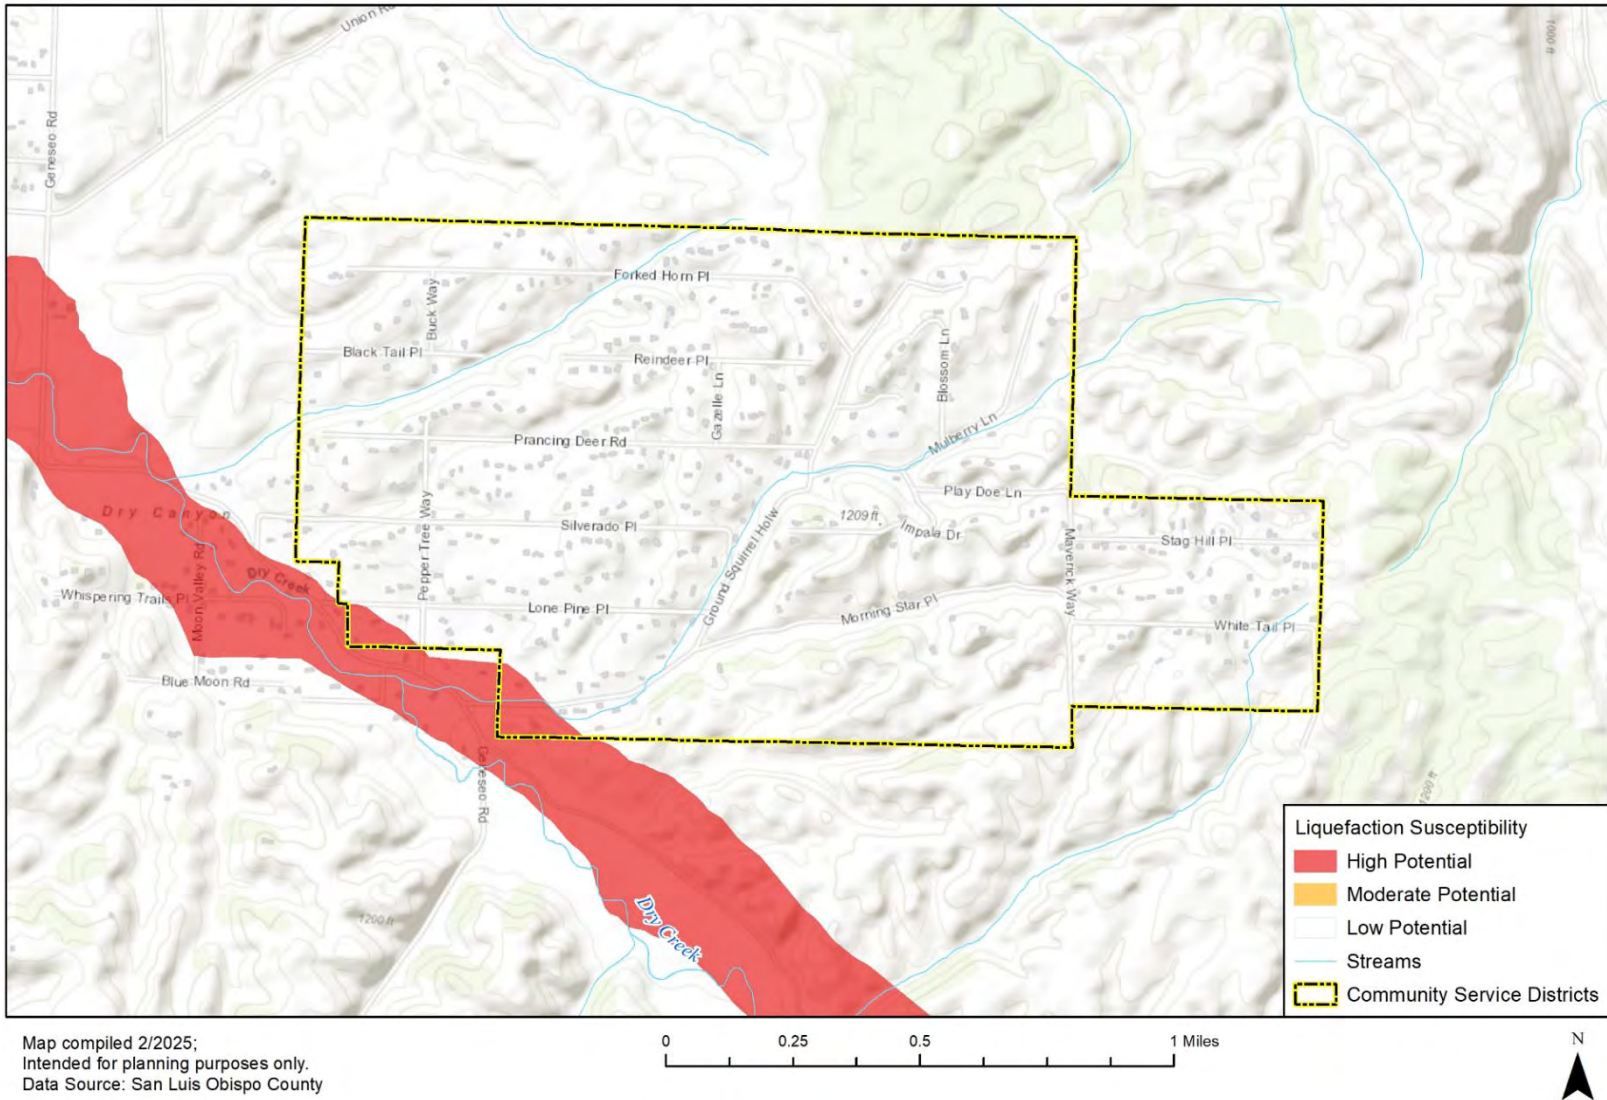 Union Rd
1000 ft
Geneseo Rd
Forked Horn Pl
Buck Way
Black Tail Pl
Reindeer Pl
Gazelle Ln
Blossom Ln
Mulberry Ln
Prancing Deer Rd
Play Doe Ln
Pepper Tree Way
Dry Canyon
Silverado Pl
1209 ft
Impala Dr
Ground Squirrel Holw
Maverick Way
Stag Hill Pl
Moon Valley Rd
Dry Creek
Whispering Trails Pl
Lone Pine Pl
Morning Star Pl
White Tail Pl
Blue Moon Rd
Geneseo Rd
1200 ft
1200 ft
Dry Creek
Liquefaction Susceptibility
High Potential
Moderate Potential
Low Potential
Streams
Community Service Districts
Map compiled 2/2025;
Intended for planning purposes only.
Data Source: San Luis Obispo County
0 0.25 0.5 1 Miles
N